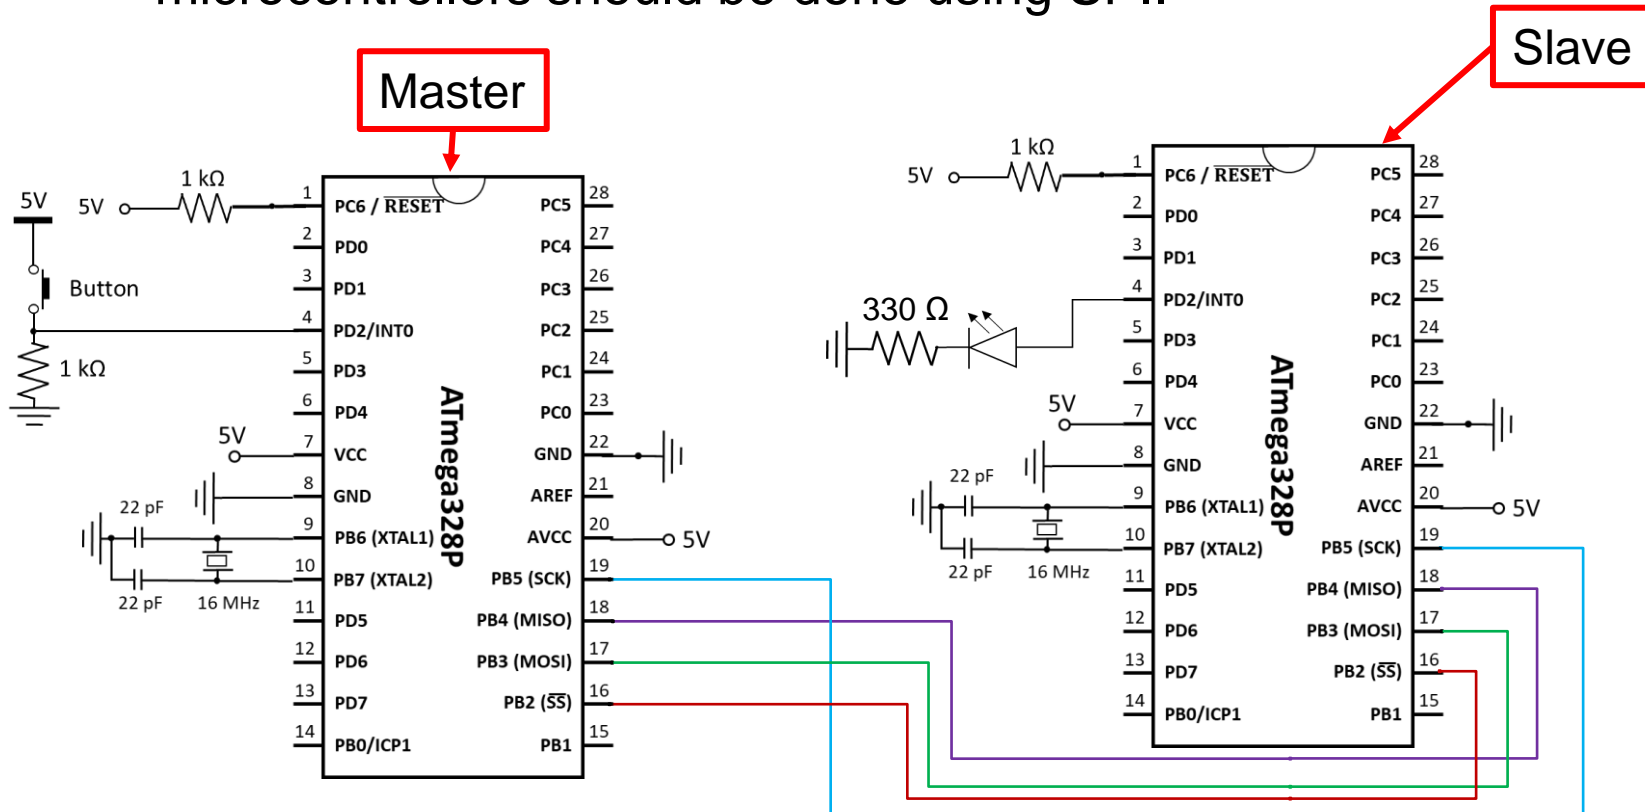 microcontrollers should be done using SPI.
Master
Slave
5V
5V
1 kΩ
Button
1 kΩ
5V
22 pF
22 pF
16 MHz
1 PC6 / RESET
2 PD0
3 PD1
4 PD2/INT0
5 PD3
6 PD4
7 VCC
8 GND
9 PB6 (XTAL1)
10 PB7 (XTAL2)
11 PD5
12 PD6
13 PD7
14 PB0/ICP1
ATmega328P
PC5 28
PC4 27
PC3 26
PC2 25
PC1 24
PC0 23
GND 22
AREF 21
AVCC 20
5V
PB5 (SCK) 19
PB4 (MISO) 18
PB3 (MOSI) 17
PB2 (SS) 16
PB1 15
5V
1 kΩ
330 Ω
5V
22 pF
22 pF
16 MHz
1 PC6 / RESET
2 PD0
3 PD1
4 PD2/INT0
5 PD3
6 PD4
7 VCC
8 GND
9 PB6 (XTAL1)
10 PB7 (XTAL2)
11 PD5
12 PD6
13 PD7
14 PB0/ICP1
ATmega328P
PC5 28
PC4 27
PC3 26
PC2 25
PC1 24
PC0 23
GND 22
AREF 21
AVCC 20
5V
PB5 (SCK) 19
PB4 (MISO) 18
PB3 (MOSI) 17
PB2 (SS) 16
PB1 15